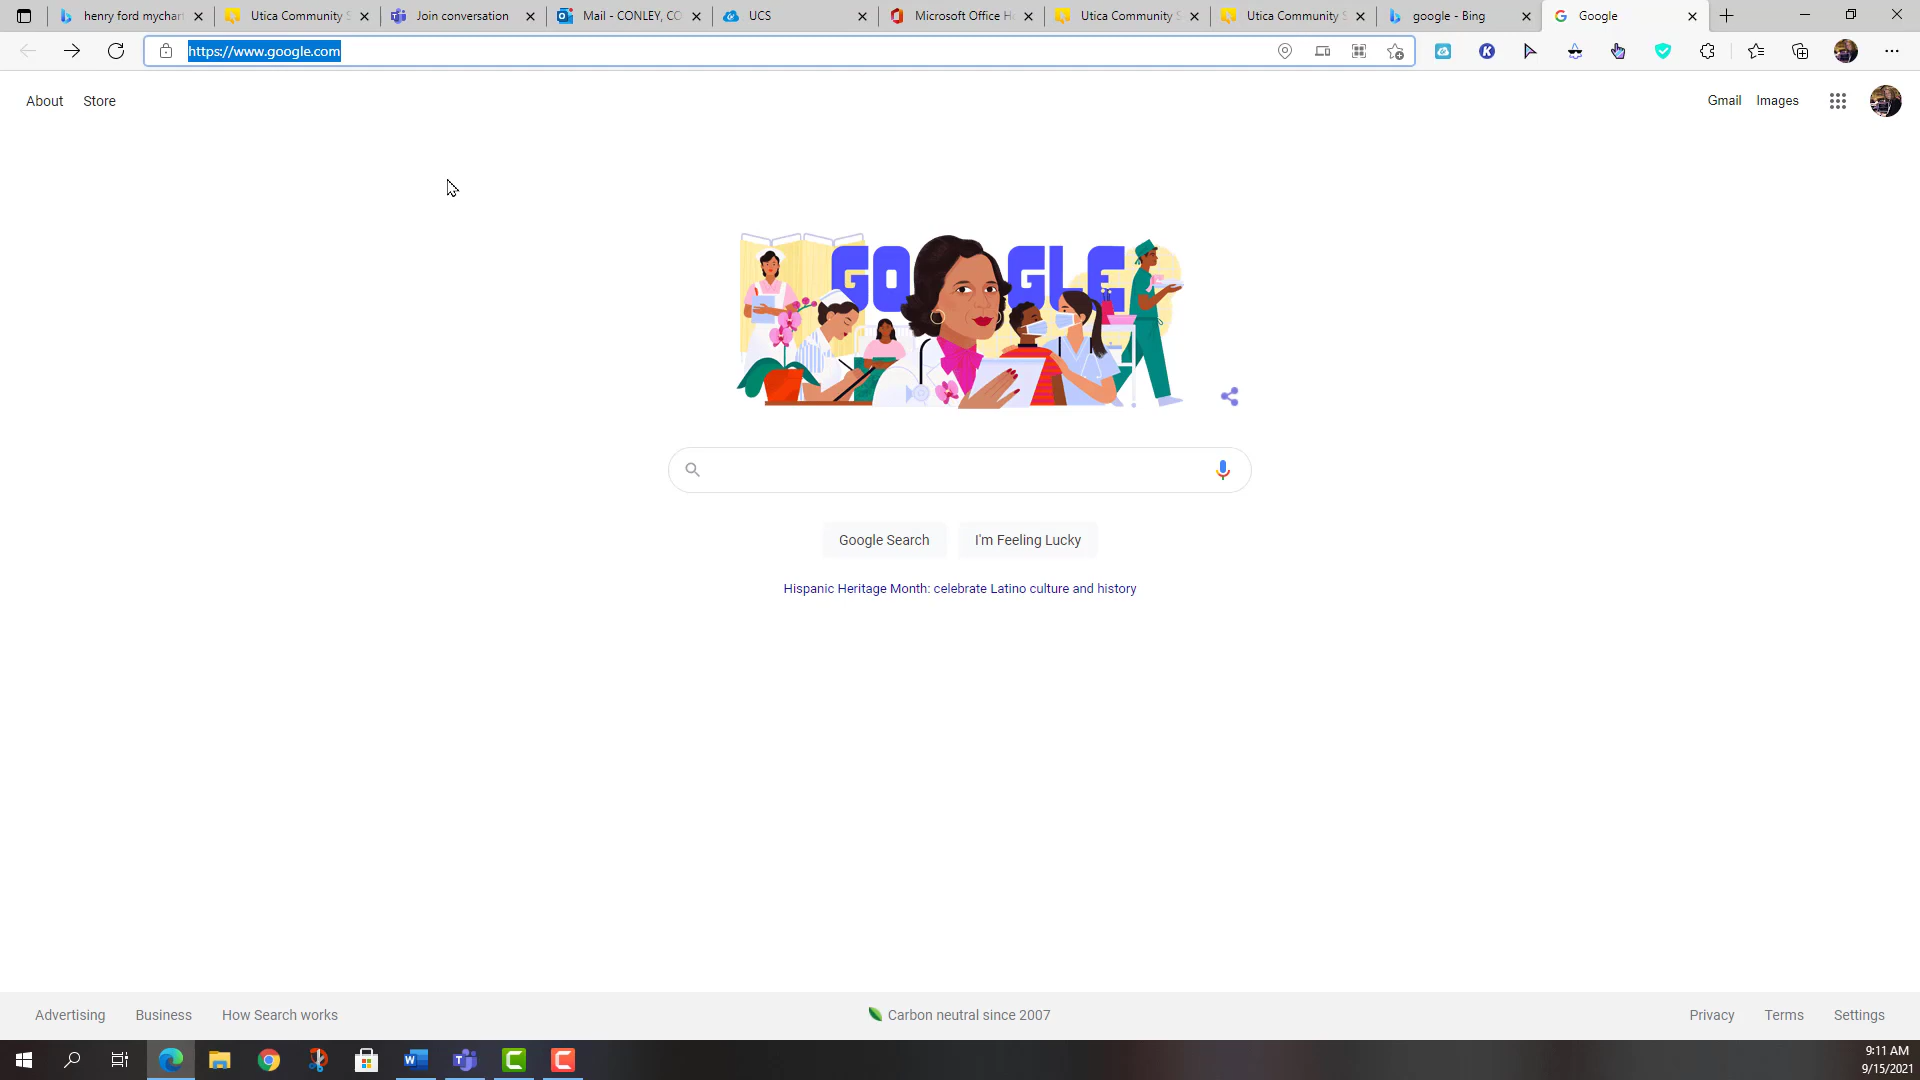 henry ford mychar
Utica Community S
Join conversation
Mail - CONLEY, CO
UCS
Microsoft Office H
Utica Community S
Utica Community S
google - Bing
Google
https://www.google.com
About
Store
Gmail
Images
GOOGLE
Google Search
I'm Feeling Lucky
Hispanic Heritage Month: celebrate Latino culture and history
Advertising
Business
How Search works
Carbon neutral since 2007
Privacy
Terms
Settings
9:11 AM
9/15/2021